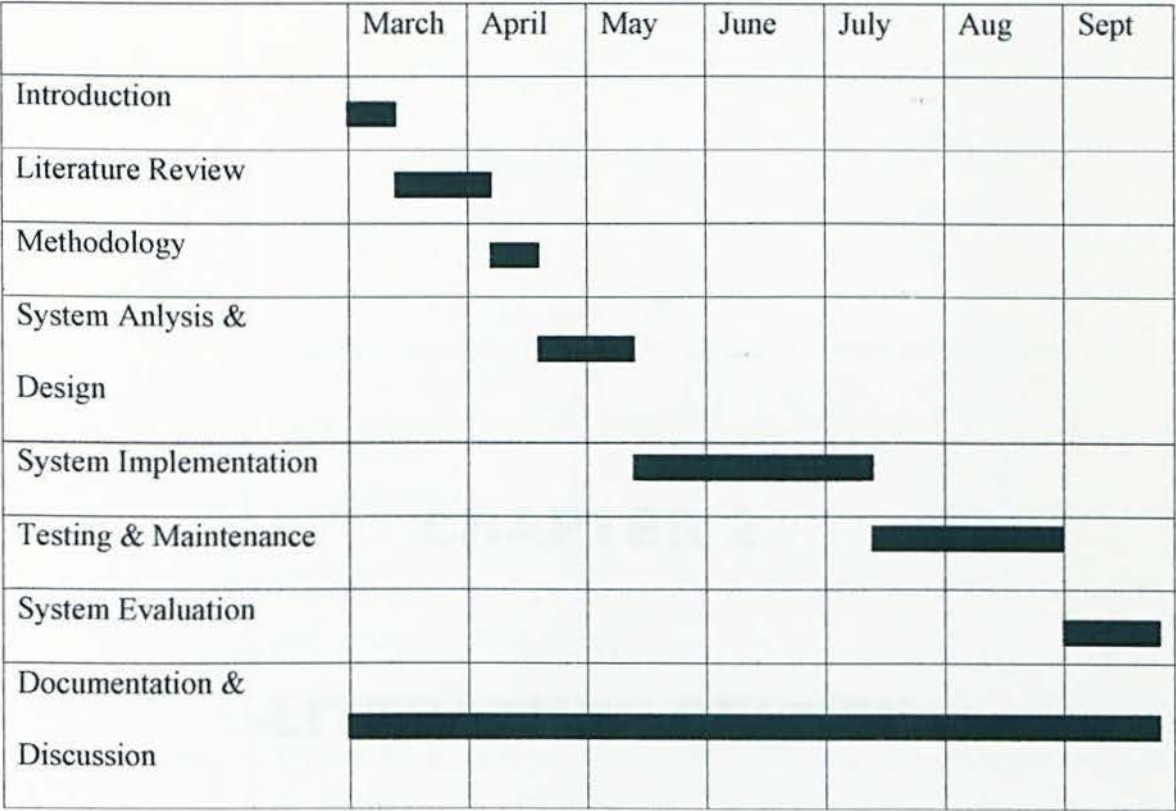 March April May June July Aug Sept
Introduction
Literature Review
Methodology
System Anlysis &
Design
System Implementation
Testing & Maintenance
System Evaluation
Documentation &
Discussion